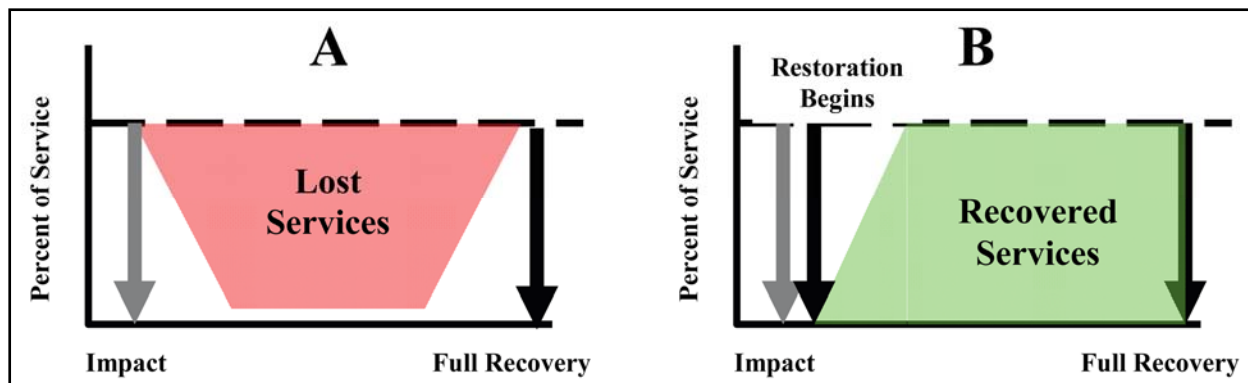 A
Percent of Service
Lost
Services
Impact
Full Recovery
B
Restoration
Begins
Percent of Service
Recovered
Services
Impact
Full Recovery